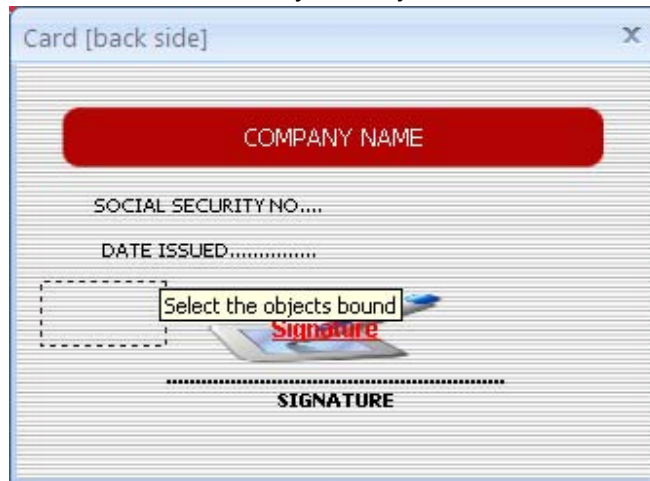 Card [back side]
x
COMPANY NAME
SOCIAL SECURITY NO....
DATE ISSUED...............
Select the objects bound
Signature
SIGNATURE